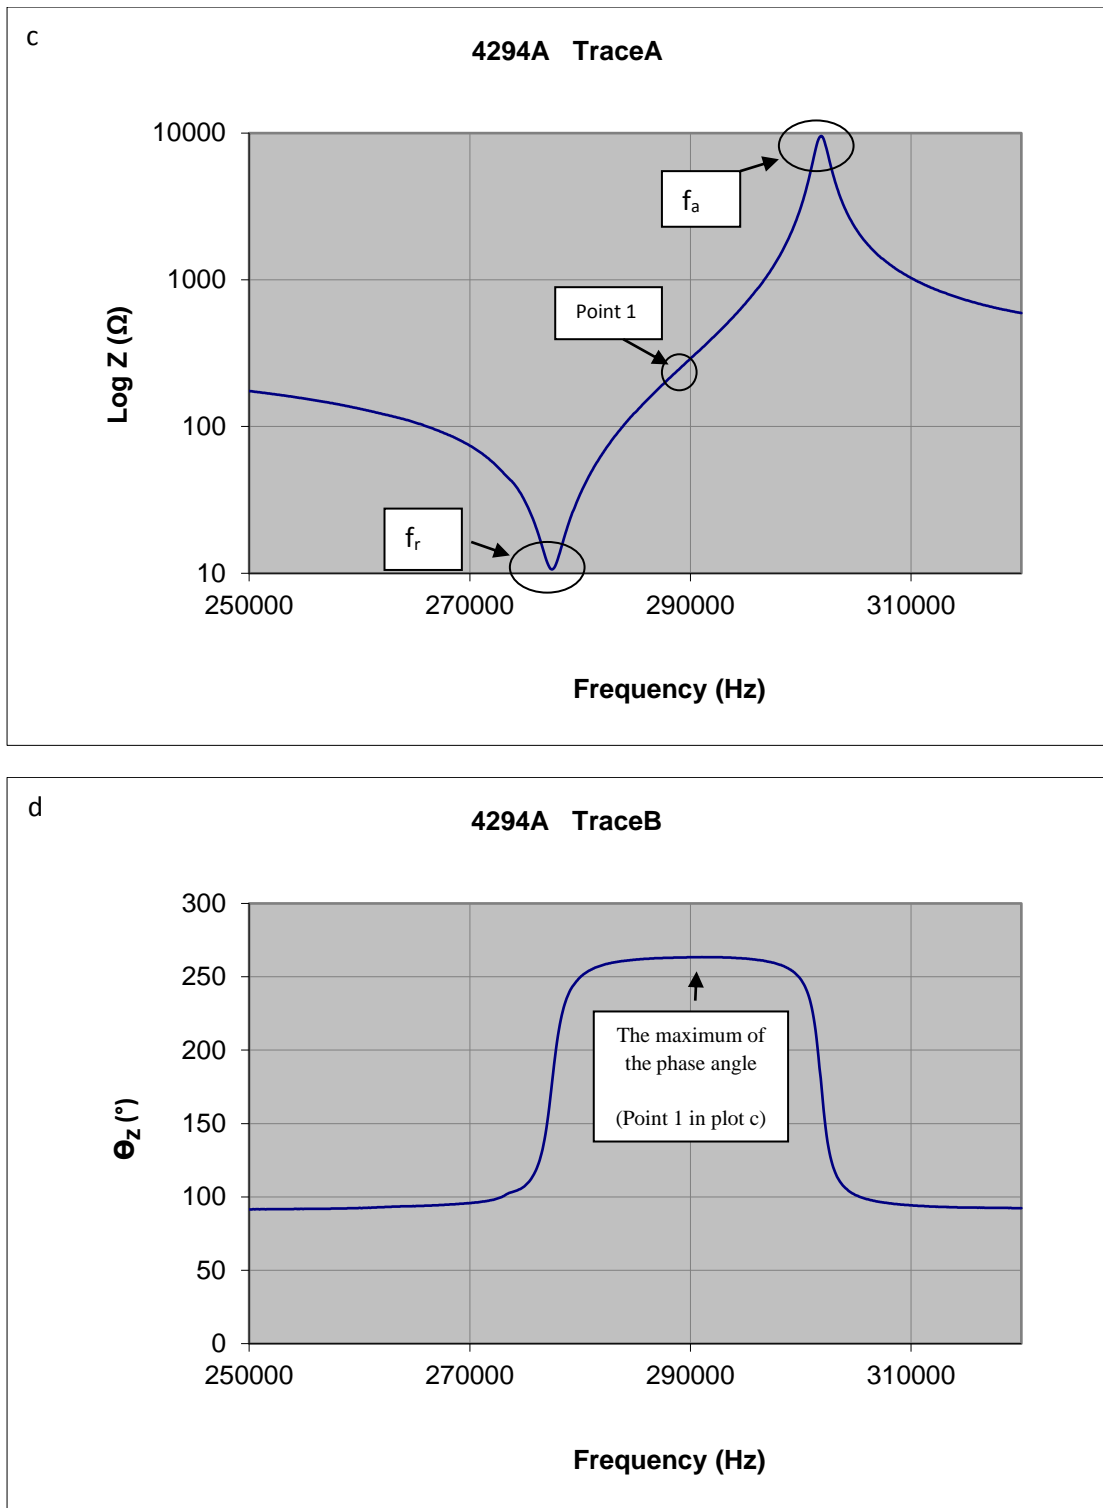 c
4294A TraceA
10000
1000
100
10
Log Z (Ω)
fa
Point 1
fr
250000 270000 290000 310000
Frequency (Hz)
d
4294A TraceB
300
250
200
150
100
50
0
ϴZ (°)
The maximum of
the phase angle
(Point 1 in plot c)
250000 270000 290000 310000
Frequency (Hz)